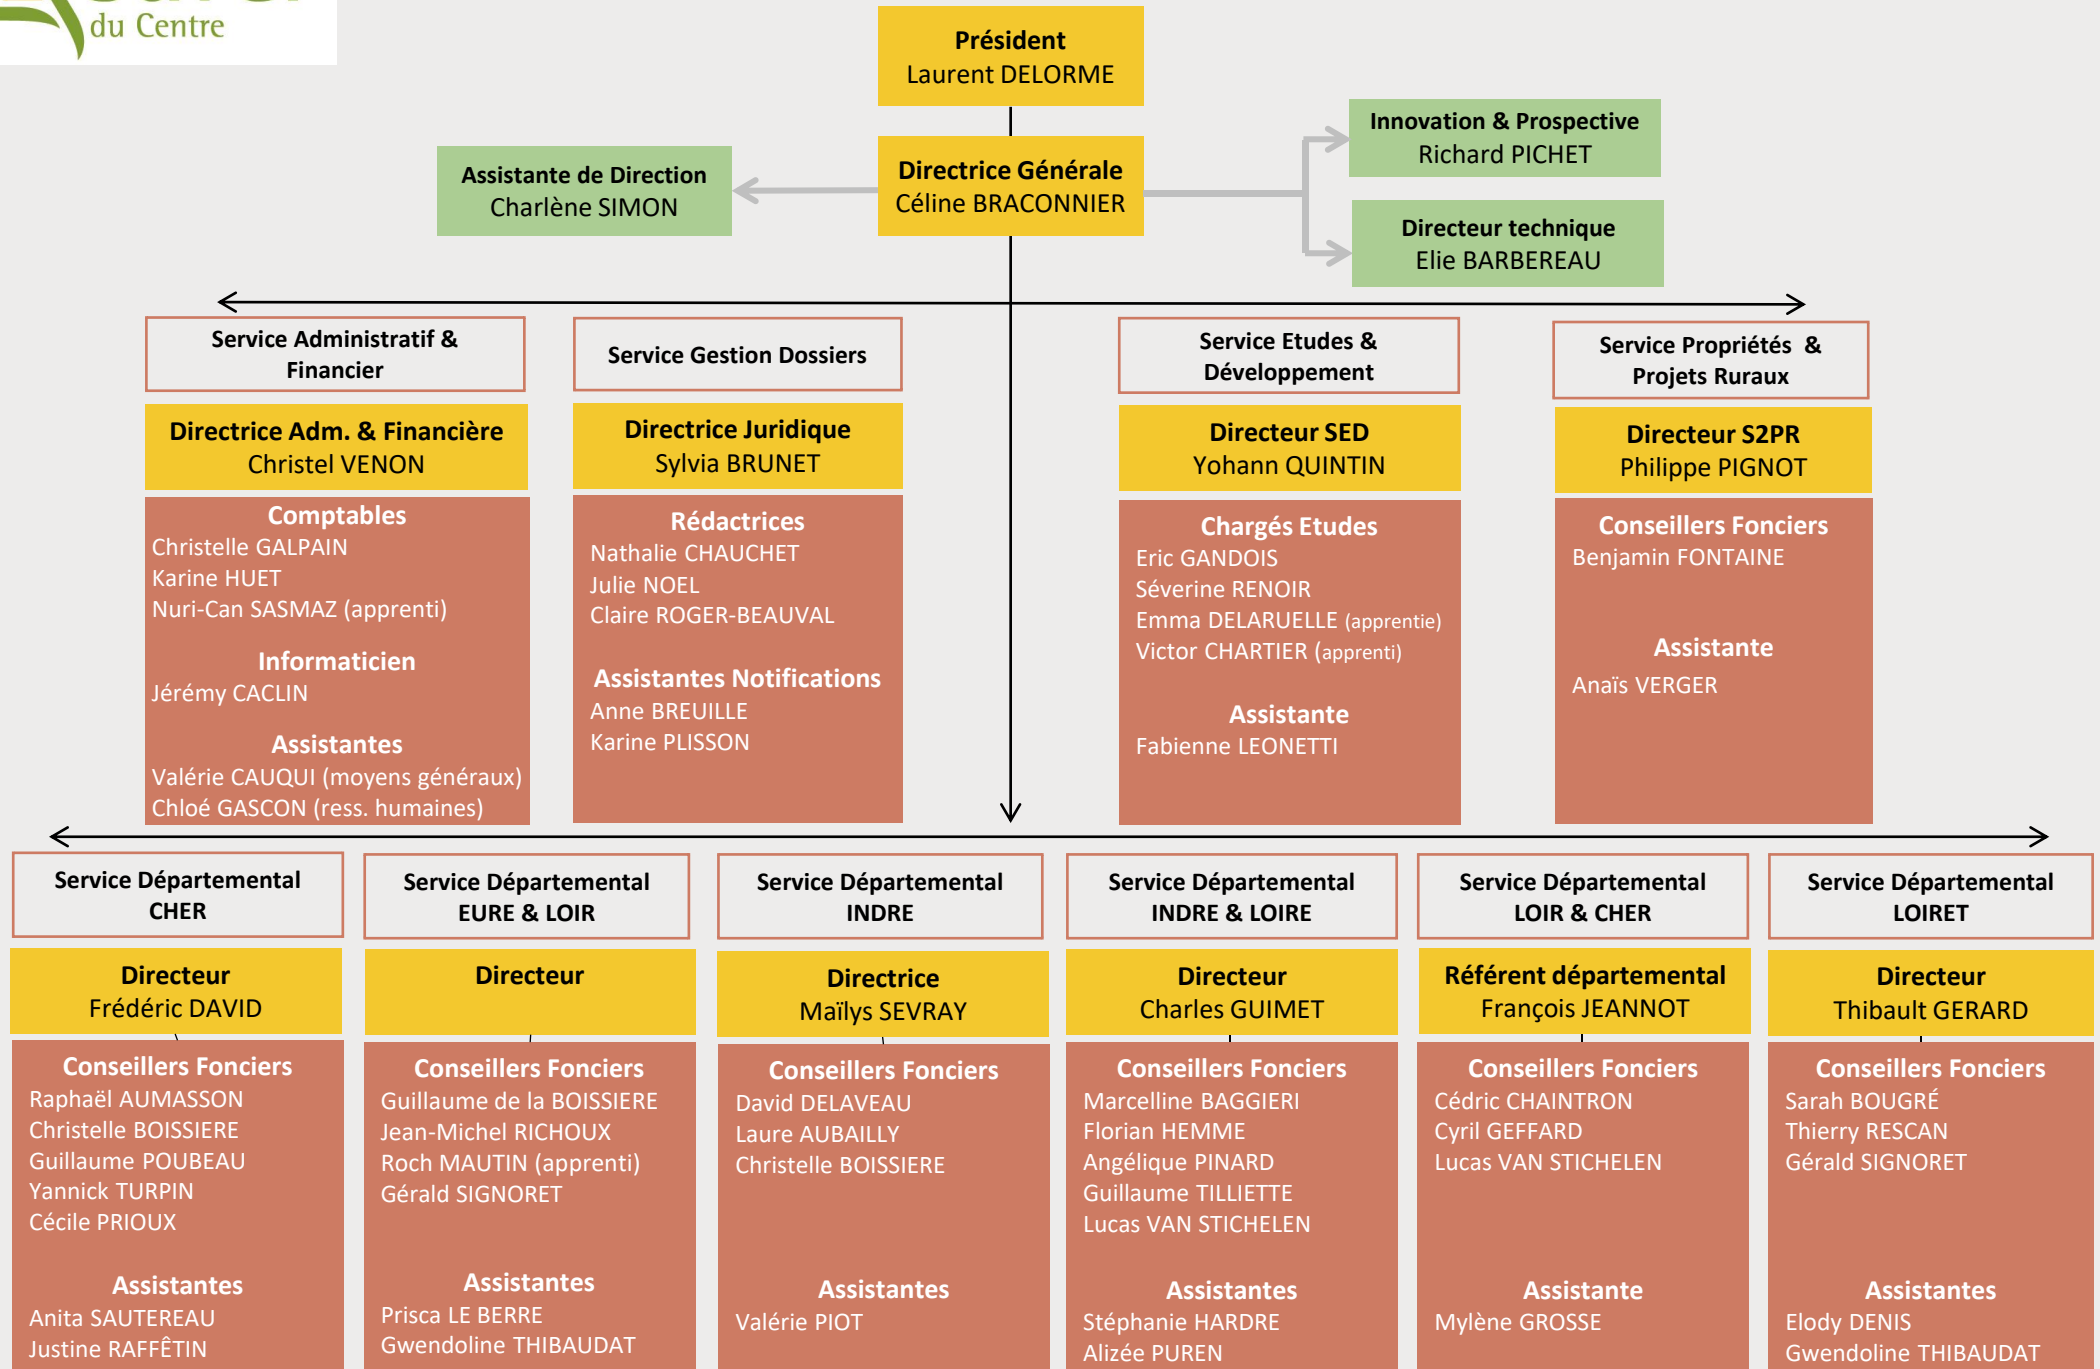 du Centre
Président
Laurent DELORME
Directrice Générale
Céline BRACONNIER
Assistante de Direction
Charlène SIMON
Innovation & Prospective
Richard PICHET
Directeur technique
Elie BARBEREAU
Service Administratif &
Financier
Directrice Adm. & Financière
Christel VENON
Comptables
Christelle GALPAIN
Karine HUET
Nuri-Can SASMAZ (apprenti)
Informaticien
Jérémy CACLIN
Assistantes
Valérie CAUQUI (moyens généraux)
Chloé GASCON (ress. humaines)
Service Gestion Dossiers
Directrice Juridique
Sylvia BRUNET
Rédactrices
Nathalie CHAUCHET
Julie NOEL
Claire ROGER-BEAUVAL
Assistantes Notifications
Anne BREUILLE
Karine PLISSON
Service Etudes &
Développement
Directeur SED
Yohann QUINTIN
Chargés Etudes
Eric GANDOIS
Séverine RENOIR
Emma DELARUELLE (apprentie)
Victor CHARTIER (apprenti)
Assistante
Fabienne LEONETTI
Service Propriétés &
Projets Ruraux
Directeur S2PR
Philippe PIGNOT
Conseillers Fonciers
Benjamin FONTAINE
Assistante
Anaïs VERGER
Service Départemental
CHER
Directeur
Frédéric DAVID
Conseillers Fonciers
Raphaël AUMASSON
Christelle BOISSIERE
Guillaume POUBEAU
Yannick TURPIN
Cécile PRIOUX
Assistantes
Anita SAUTEREAU
Justine RAFFÊTIN
Service Départemental
EURE & LOIR
Directeur
Conseillers Fonciers
Guillaume de la BOISSIERE
Jean-Michel RICHOUX
Roch MAUTIN (apprenti)
Gérald SIGNORET
Assistantes
Prisca LE BERRE
Gwendoline THIBAUDAT
Service Départemental
INDRE
Directrice
Maïlys SEVRAY
Conseillers Fonciers
David DELAVEAU
Laure AUBAILLY
Christelle BOISSIERE
Assistantes
Valérie PIOT
Service Départemental
INDRE & LOIRE
Directeur
Charles GUIMET
Conseillers Fonciers
Marcelline BAGGIERI
Florian HEMME
Angélique PINARD
Guillaume TILLIETTE
Lucas VAN STICHELEN
Assistantes
Stéphanie HARDRE
Alizée PUREN
Service Départemental
LOIR & CHER
Référent départemental
François JEANNOT
Conseillers Fonciers
Cédric CHAINTRON
Cyril GEFFARD
Lucas VAN STICHELEN
Assistante
Mylène GROSSE
Service Départemental
LOIRET
Directeur
Thibault GERARD
Conseillers Fonciers
Sarah BOUGRÉ
Thierry RESCAN
Gérald SIGNORET
Assistantes
Elody DENIS
Gwendoline THIBAUDAT